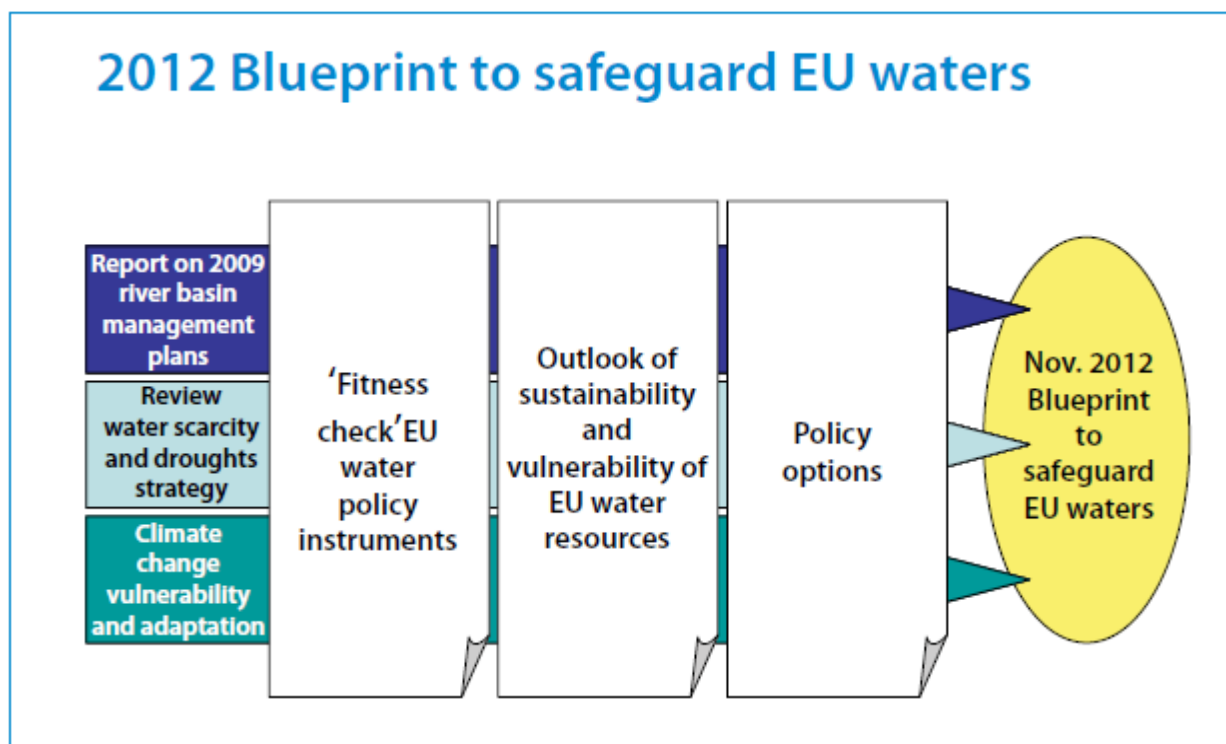 2012 Blueprint to safeguard EU waters
Report on 2009
river basin
management
plans
Review
water scarcity
and droughts
strategy
Climate
change
vulnerability
and adaptation
‘Fitness
check’EU
water
policy
instruments
Outlook of
sustainability
and
vulnerability of
EU water
resources
Policy
options
Nov. 2012
Blueprint
to
safeguard
EU waters